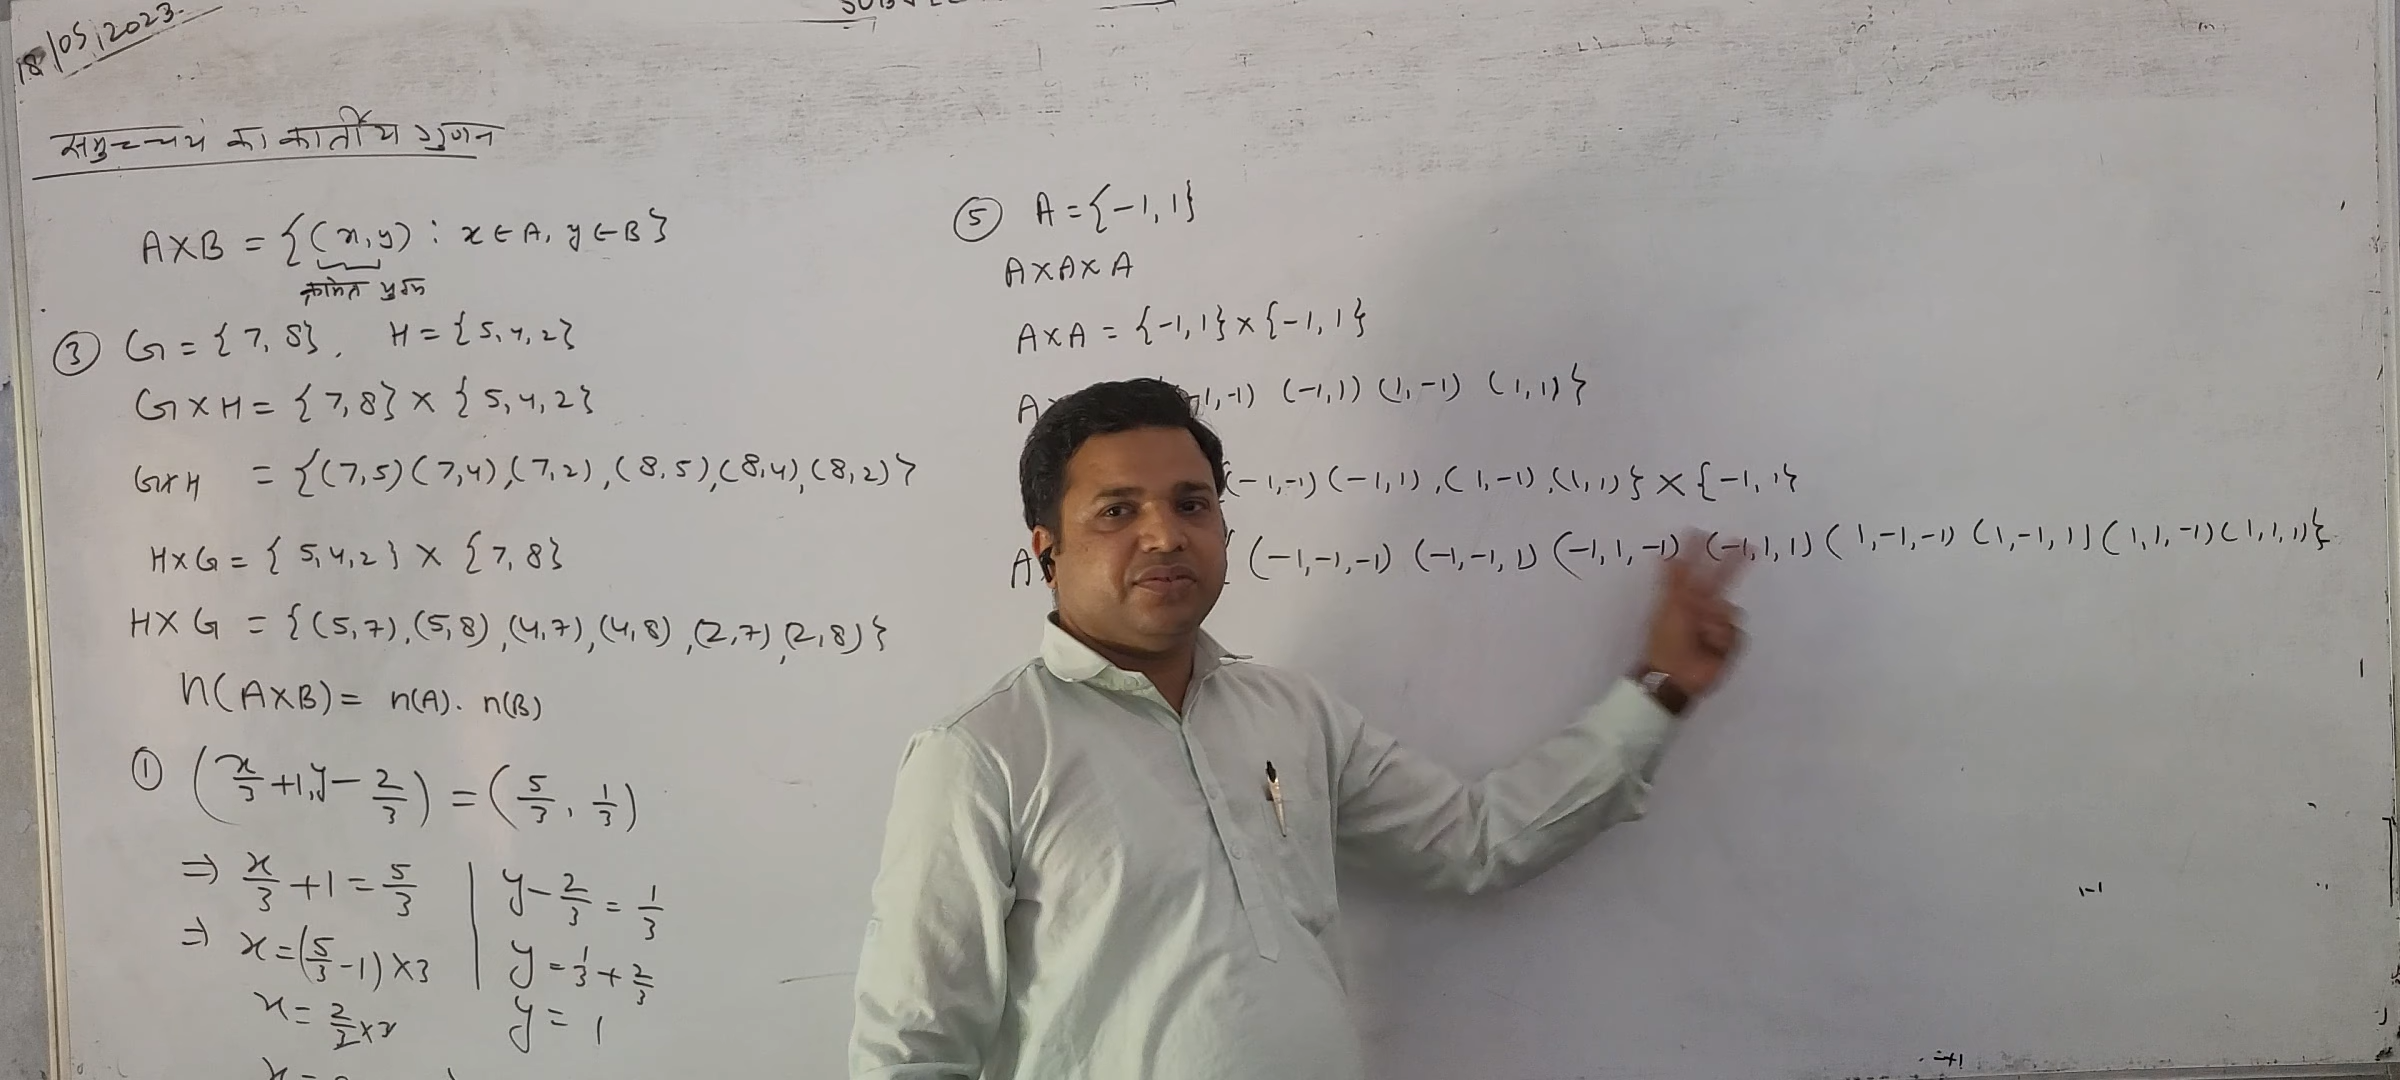 18/05/2023
समुच्चय का कार्तीय गुणन
A×B = {(x,y) : x∈A, y∈B}
क्रमित युग्म
③ G = {7, 8}, H = {5, 4, 2}
G×H = {7,8} × {5,4,2}
G×H = {(7,5)(7,4),(7,2),(8,5),(8,4),(8,2)}
H×G = {5,4,2} × {7,8}
H×G = {(5,7),(5,8),(4,7),(4,8),(2,7),(2,8)}
n(A×B) = n(A). n(B)
① (x/3 +1, y − 2/3) = (5/3, 1/3)
⇒ x/3 + 1 = 5/3 | y − 2/3 = 1/3
⇒ x = (5/3 − 1) ×3 | y = 1/3 + 2/3
x = 2/3 ×3 y = 1
x =
⑤ A = {−1, 1}
A×A×A
A×A = {−1, 1} × {−1, 1}
A× −1,−1) (−1,1) (1,−1) (1,1)}
(−1,−1) (−1,1), (1,−1), (1,1)} × {−1, 1}
A× { (−1,−1,−1) (−1,−1,1) (−1,1,−1) (−1,1,1) (1,−1,−1) (1,−1,1) (1,1,−1) (1,1,1)}